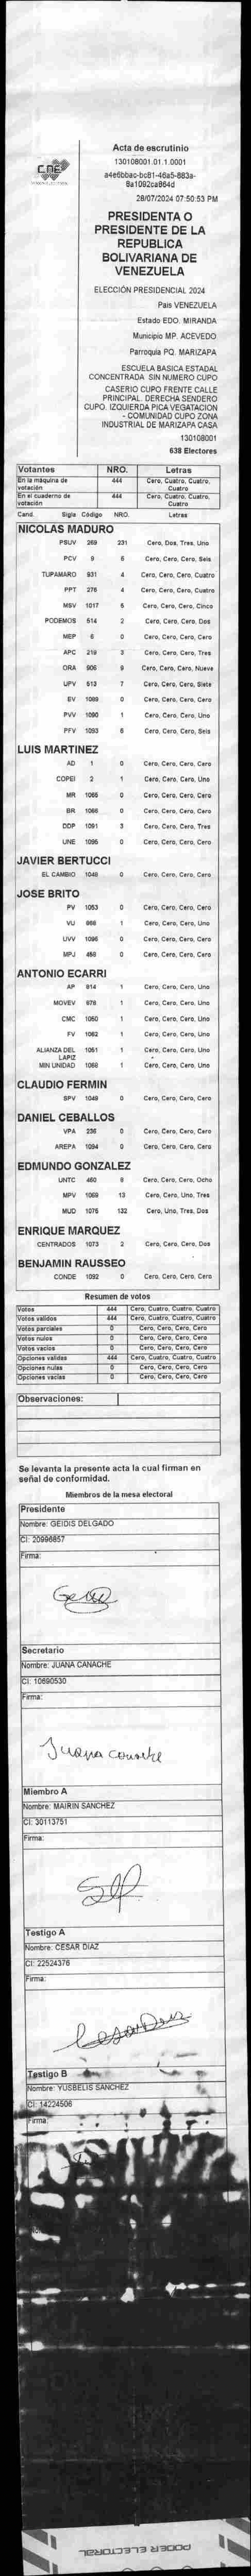 CNE
Acta de escrutinio
130108001.01.1.0001
a4e6bbac-bc81-46a5-883a-
8a1092ca864d
28/07/2024 07:50:53 PM
PRESIDENTA O
PRESIDENTE DE LA
REPUBLICA
BOLIVARIANA DE
VENEZUELA
ELECCIÓN PRESIDENCIAL 2024
País VENEZUELA
Estado EDO. MIRANDA
Municipio MP. ACEVEDO
Parroquia PQ. MARIZAPA
ESCUELA BASICA ESTADAL
CONCENTRADA SIN NUMERO CUPO
CASERIO CUPO FRENTE CALLE
PRINCIPAL. DERECHA SENDERO
CUPO. IZQUIERDA PICA VEGATACION
- COMUNIDAD CUPO ZONA
INDUSTRIAL DE MARIZAPA CASA
130108001
638 Electores
Votantes NRO. Letras
En la máquina de votación 444 Cero, Cuatro, Cuatro, Cuatro
En el cuaderno de votación 444 Cero, Cuatro, Cuatro, Cuatro
Cand. Sigla Código NRO. Letras
NICOLAS MADURO
PSUV 269 231 Cero, Dos, Tres, Uno
PCV 9 6 Cero, Cero, Cero, Seis
TUPAMARO 931 4 Cero, Cero, Cero, Cuatro
PPT 276 4 Cero, Cero, Cero, Cuatro
MSV 1017 5 Cero, Cero, Cero, Cinco
PODEMOS 514 2 Cero, Cero, Cero, Dos
MEP 6 0 Cero, Cero, Cero, Cero
APC 219 3 Cero, Cero, Cero, Tres
ORA 906 9 Cero, Cero, Cero, Nueve
UPV 513 7 Cero, Cero, Cero, Siete
EV 1089 0 Cero, Cero, Cero, Cero
PVV 1090 1 Cero, Cero, Cero, Uno
PFV 1093 6 Cero, Cero, Cero, Seis
LUIS MARTINEZ
AD 1 0 Cero, Cero, Cero, Cero
COPEI 2 1 Cero, Cero, Cero, Uno
MR 1065 0 Cero, Cero, Cero, Cero
BR 1066 0 Cero, Cero, Cero, Cero
DDP 1091 3 Cero, Cero, Cero, Tres
UNE 1095 0 Cero, Cero, Cero, Cero
JAVIER BERTUCCI
EL CAMBIO 1048 0 Cero, Cero, Cero, Cero
JOSE BRITO
PV 1053 0 Cero, Cero, Cero, Cero
VU 968 1 Cero, Cero, Cero, Uno
UVV 1096 0 Cero, Cero, Cero, Cero
MPJ 458 0 Cero, Cero, Cero, Cero
ANTONIO ECARRI
AP 914 1 Cero, Cero, Cero, Uno
MOVEV 978 1 Cero, Cero, Cero, Uno
CMC 1050 1 Cero, Cero, Cero, Uno
FV 1062 1 Cero, Cero, Cero, Uno
ALIANZA DEL LAPIZ 1061 1 Cero, Cero, Cero, Uno
MIN UNIDAD 1068 1 Cero, Cero, Cero, Uno
CLAUDIO FERMIN
SPV 1049 0 Cero, Cero, Cero, Cero
DANIEL CEBALLOS
VPA 236 0 Cero, Cero, Cero, Cero
AREPA 1094 0 Cero, Cero, Cero, Cero
EDMUNDO GONZALEZ
UNTC 460 8 Cero, Cero, Cero, Ocho
MPV 1069 13 Cero, Cero, Uno, Tres
MUD 1075 132 Cero, Uno, Tres, Dos
ENRIQUE MARQUEZ
CENTRADOS 1073 2 Cero, Cero, Cero, Dos
BENJAMIN RAUSSEO
CONDE 1092 0 Cero, Cero, Cero, Cero
Resumen de votos
Votos 444 Cero, Cuatro, Cuatro, Cuatro
Votos validos 444 Cero, Cuatro, Cuatro, Cuatro
Votos parciales 0 Cero, Cero, Cero, Cero
Votos nulos 0 Cero, Cero, Cero, Cero
Votos vacíos 0 Cero, Cero, Cero, Cero
Opciones validas 444 Cero, Cuatro, Cuatro, Cuatro
Opciones nulas 0 Cero, Cero, Cero, Cero
Opciones vacías 0 Cero, Cero, Cero, Cero
Observaciones:
Se levanta la presente acta la cual firman en
señal de conformidad.
Miembros de la mesa electoral
Presidente
Nombre: GEIDIS DELGADO
CI: 20996857
Firma:
Secretario
Nombre: JUANA CANACHE
CI: 10690530
Firma:
Juana Canache
Miembro A
Nombre: MAIRIN SANCHEZ
CI: 30113751
Firma:
Testigo A
Nombre: CESAR DIAZ
CI: 22524376
Firma:
Cesar Diaz
Testigo B
Nombre: YUSBELIS SANCHEZ
CI: 14224506
Firma:
PODER ELECTORAL